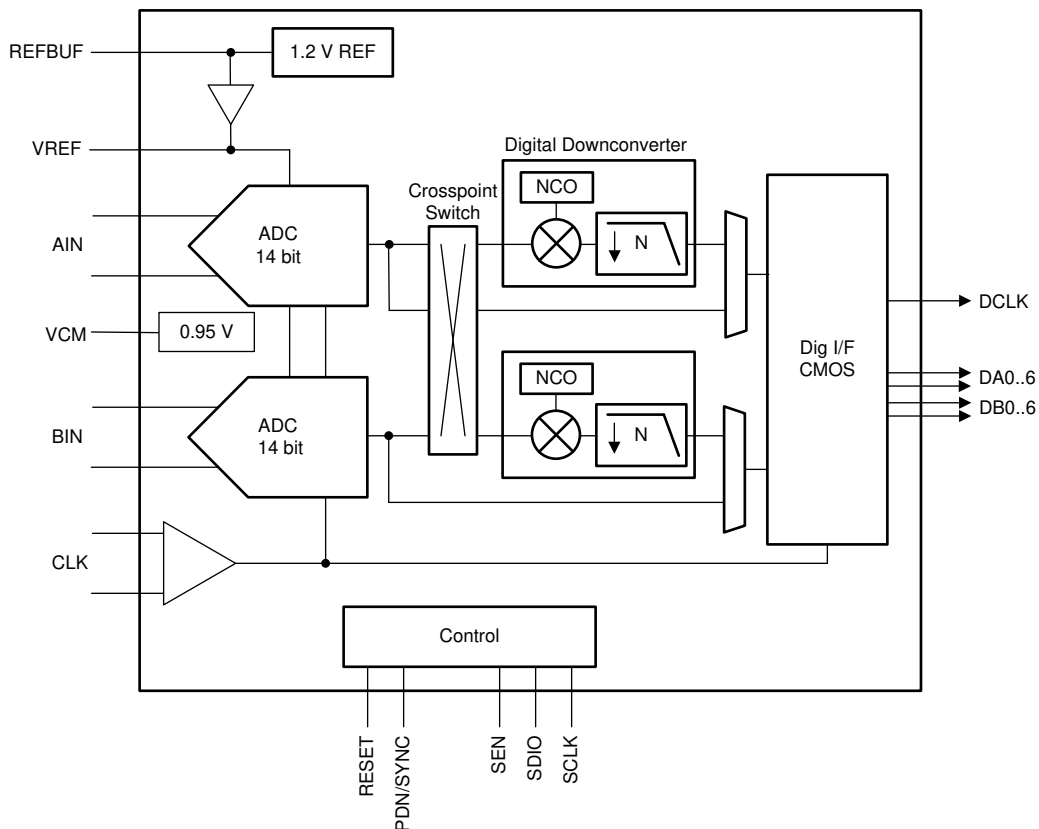 REFBUF
1.2 V REF
VREF
Digital Downconverter
NCO
Crosspoint
Switch
ADC
14 bit
N
AIN
VCM
0.95 V
DCLK
Dig I/F
CMOS
NCO
DA0..6
DB0..6
ADC
14 bit
N
BIN
CLK
Control
RESET
PDN/SYNC
SEN
SDIO
SCLK